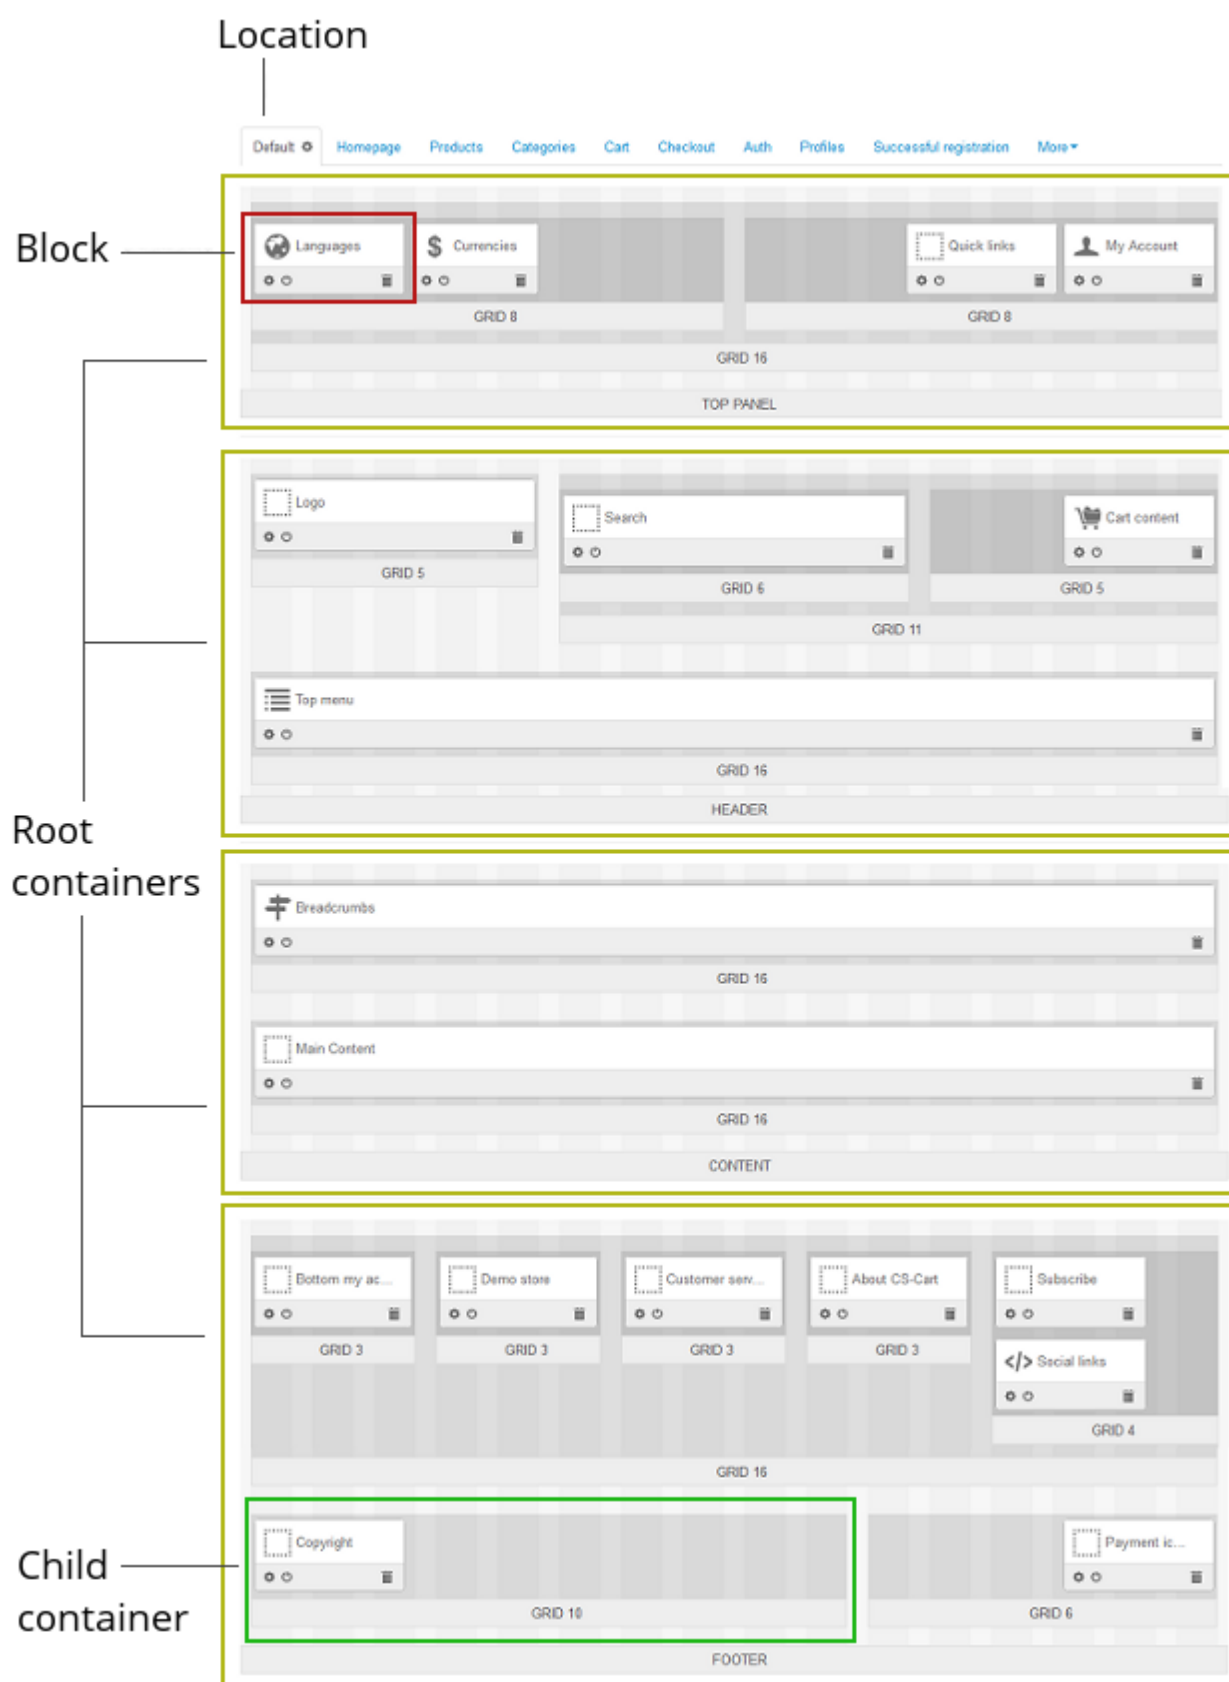 Location
Default
Homepage
Products
Categories
Cart
Checkout
Auth
Profiles
Successful registration
More
Block
Languages
Currencies
Quick links
My Account
GRID 8
GRID 8
GRID 16
TOP PANEL
Logo
Search
Cart content
GRID 5
GRID 6
GRID 5
GRID 11
Top menu
GRID 16
HEADER
Root
containers
Breadcrumbs
GRID 16
Main Content
GRID 16
CONTENT
Bottom my ac...
Demo store
Customer serv...
About CS-Cart
Subscribe
GRID 3
GRID 3
GRID 3
GRID 3
Social links
GRID 4
GRID 16
Child
container
Copyright
Payment ic...
GRID 10
GRID 6
FOOTER